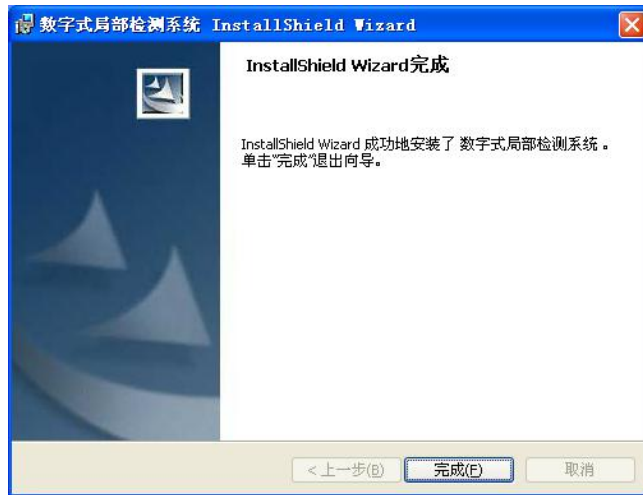 数字式局部检测系统 InstallShield Wizard
InstallShield Wizard完成
InstallShield Wizard 成功地安装了 数字式局部检测系统 。
单击"完成"退出向导。
<上一步(B)
完成(F)
取消